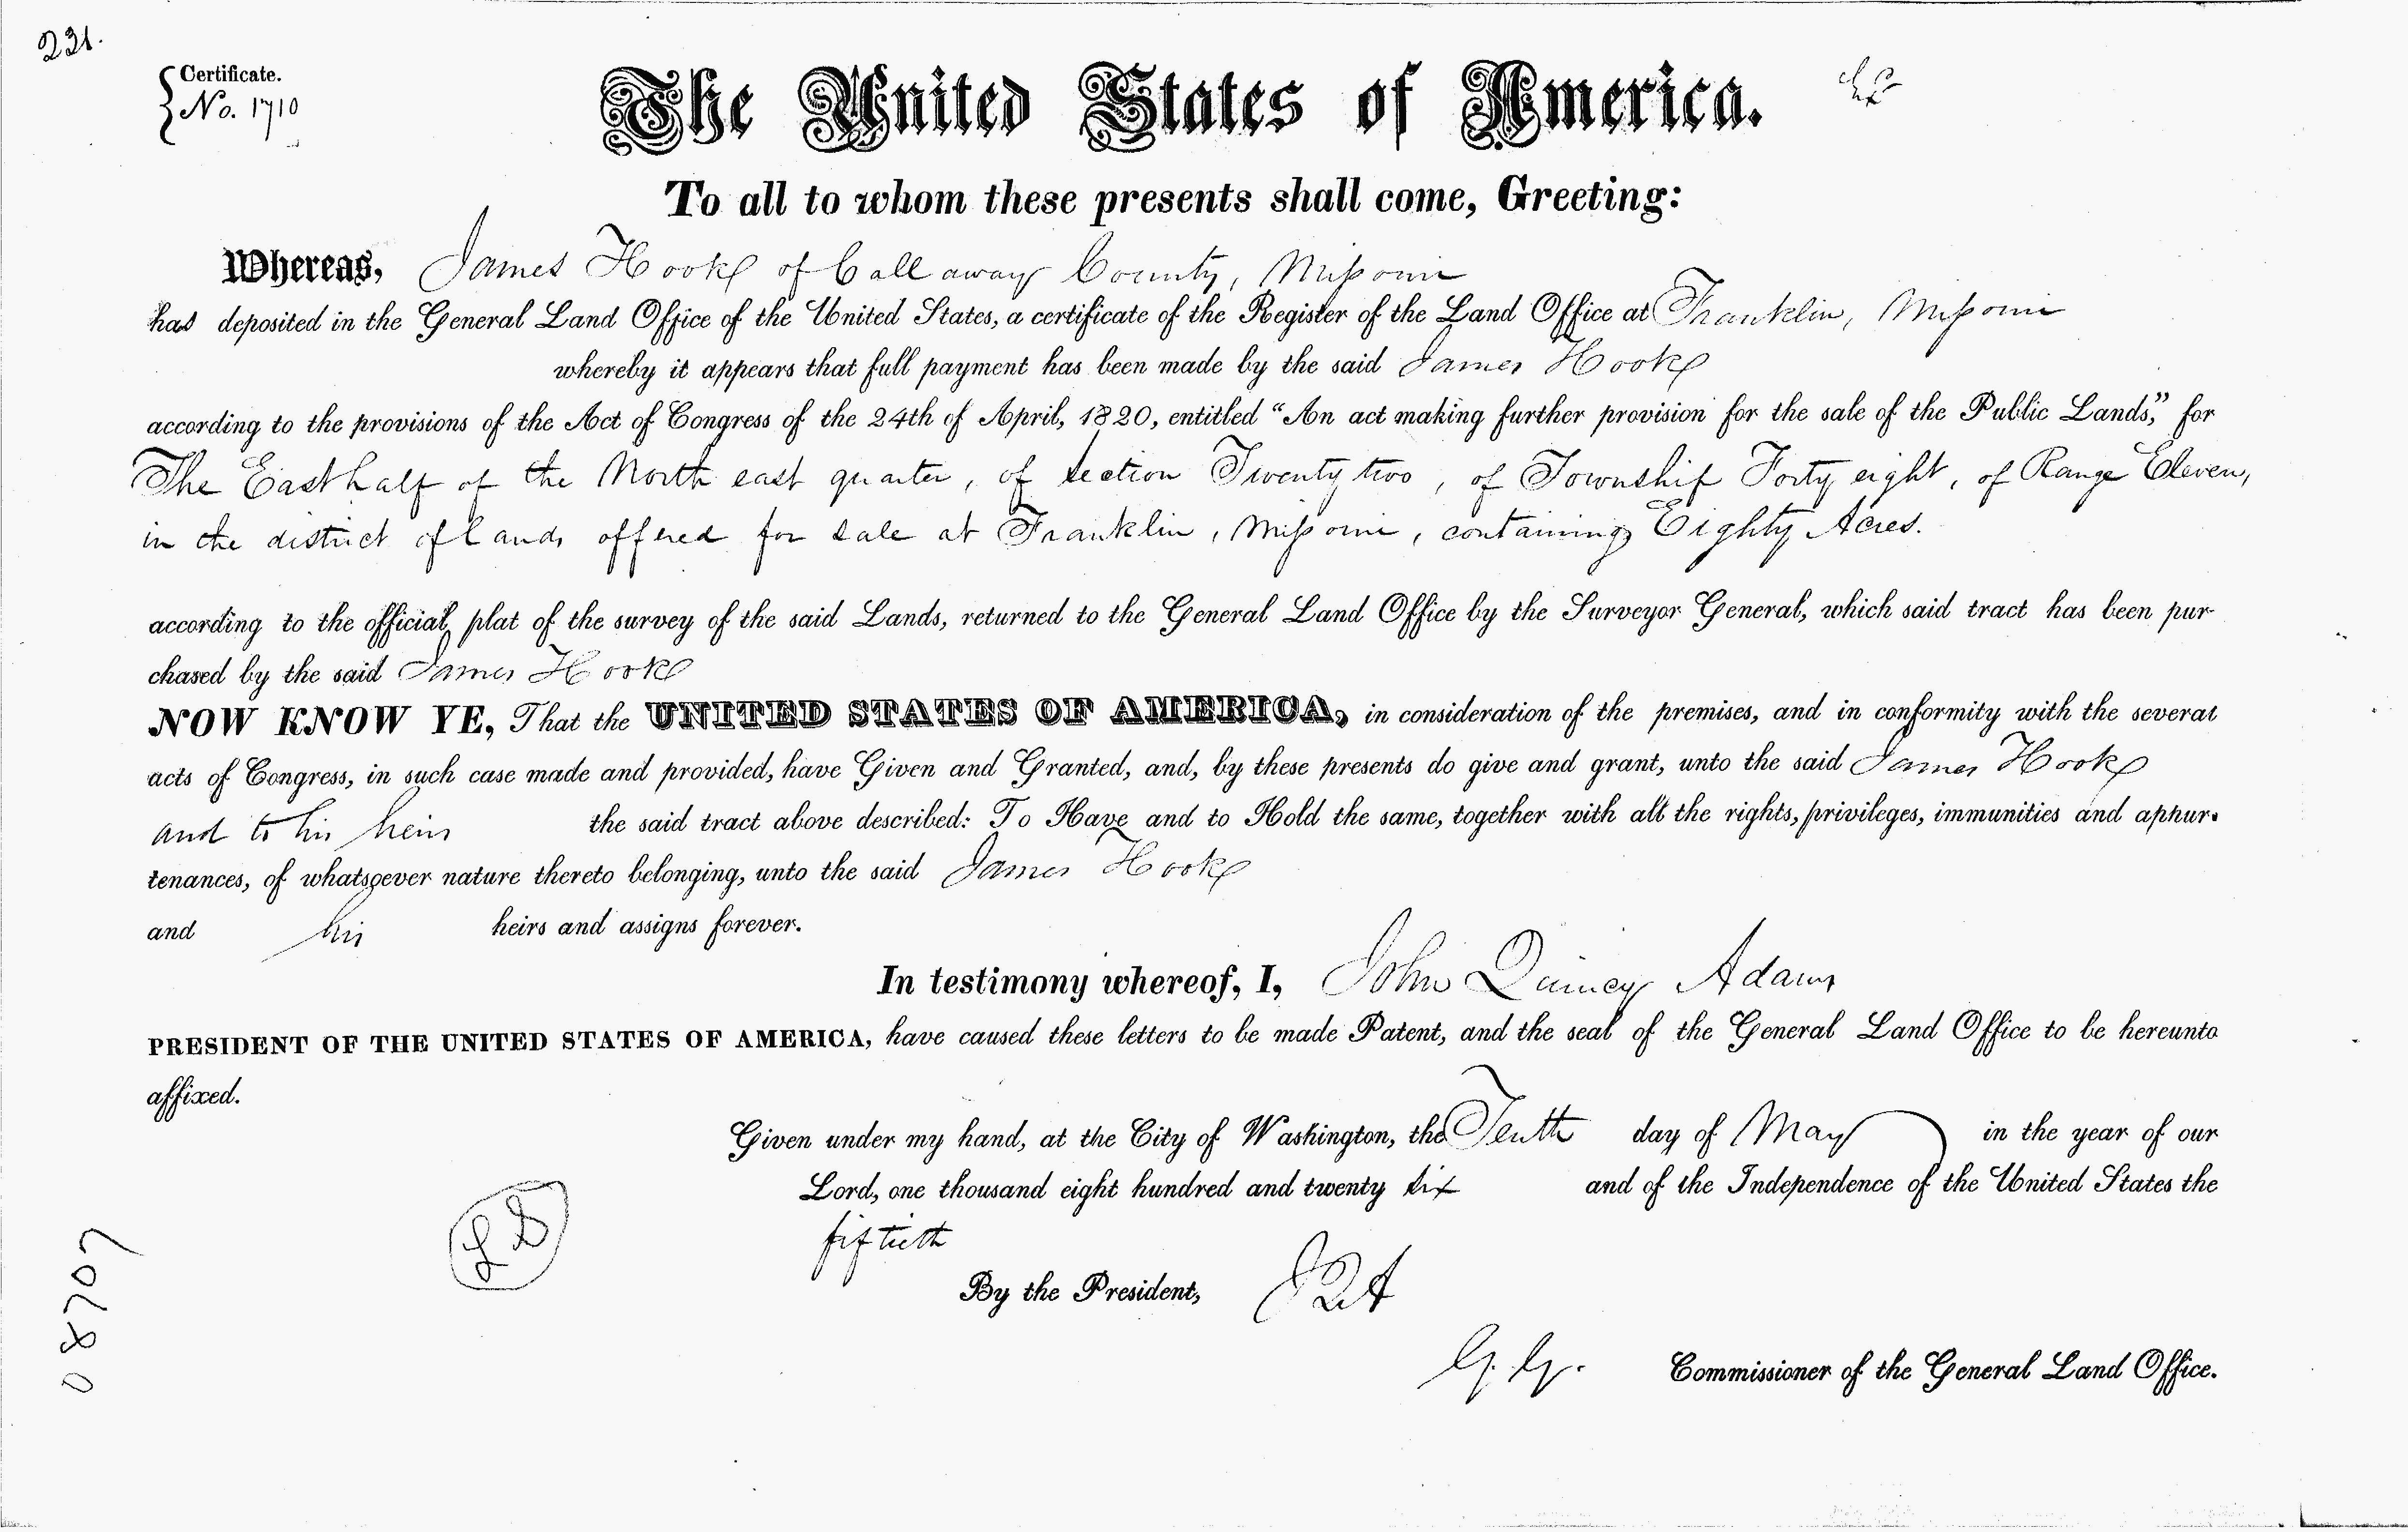 231.
Certificate.
No. 1710
The United States of America.
To all to whom these presents shall come, Greeting:
Whereas, James Hook of Callaway County, Missouri
has deposited in the General Land Office of the United States, a certificate of the Register of the Land Office at Franklin, Missouri
whereby it appears that full payment has been made by the said James Hook
according to the provisions of the Act of Congress of the 24th of April, 1820, entitled “An act making further provision for the sale of the Public Lands,” for
The East half of the North east quarter, of section Twenty two, of Township Forty eight, of Range Eleven,
in the district of lands offered for sale at Franklin, Missouri, containing Eighty Acres.
according to the official plat of the survey of the said Lands, returned to the General Land Office by the Surveyor General, which said tract has been pur-
chased by the said James Hook
NOW KNOW YE, That the UNITED STATES OF AMERICA, in consideration of the premises, and in conformity with the several
acts of Congress, in such case made and provided, have Given and Granted, and, by these presents do give and grant, unto the said James Hook
and to his heirs the said tract above described: To Have and to Hold the same, together with all the rights, privileges, immunities and appur-
tenances, of whatsoever nature thereto belonging, unto the said James Hook
and his heirs and assigns forever.
In testimony whereof, I, John Quincy Adams
PRESIDENT OF THE UNITED STATES OF AMERICA, have caused these letters to be made Patent, and the seal of the General Land Office to be hereunto
affixed.
Given under my hand, at the City of Washington, the Tenth day of May in the year of our
Lord, one thousand eight hundred and twenty six and of the Independence of the United States the
fiftieth
LS
By the President, JQA
G. G. Commissioner of the General Land Office.
08707